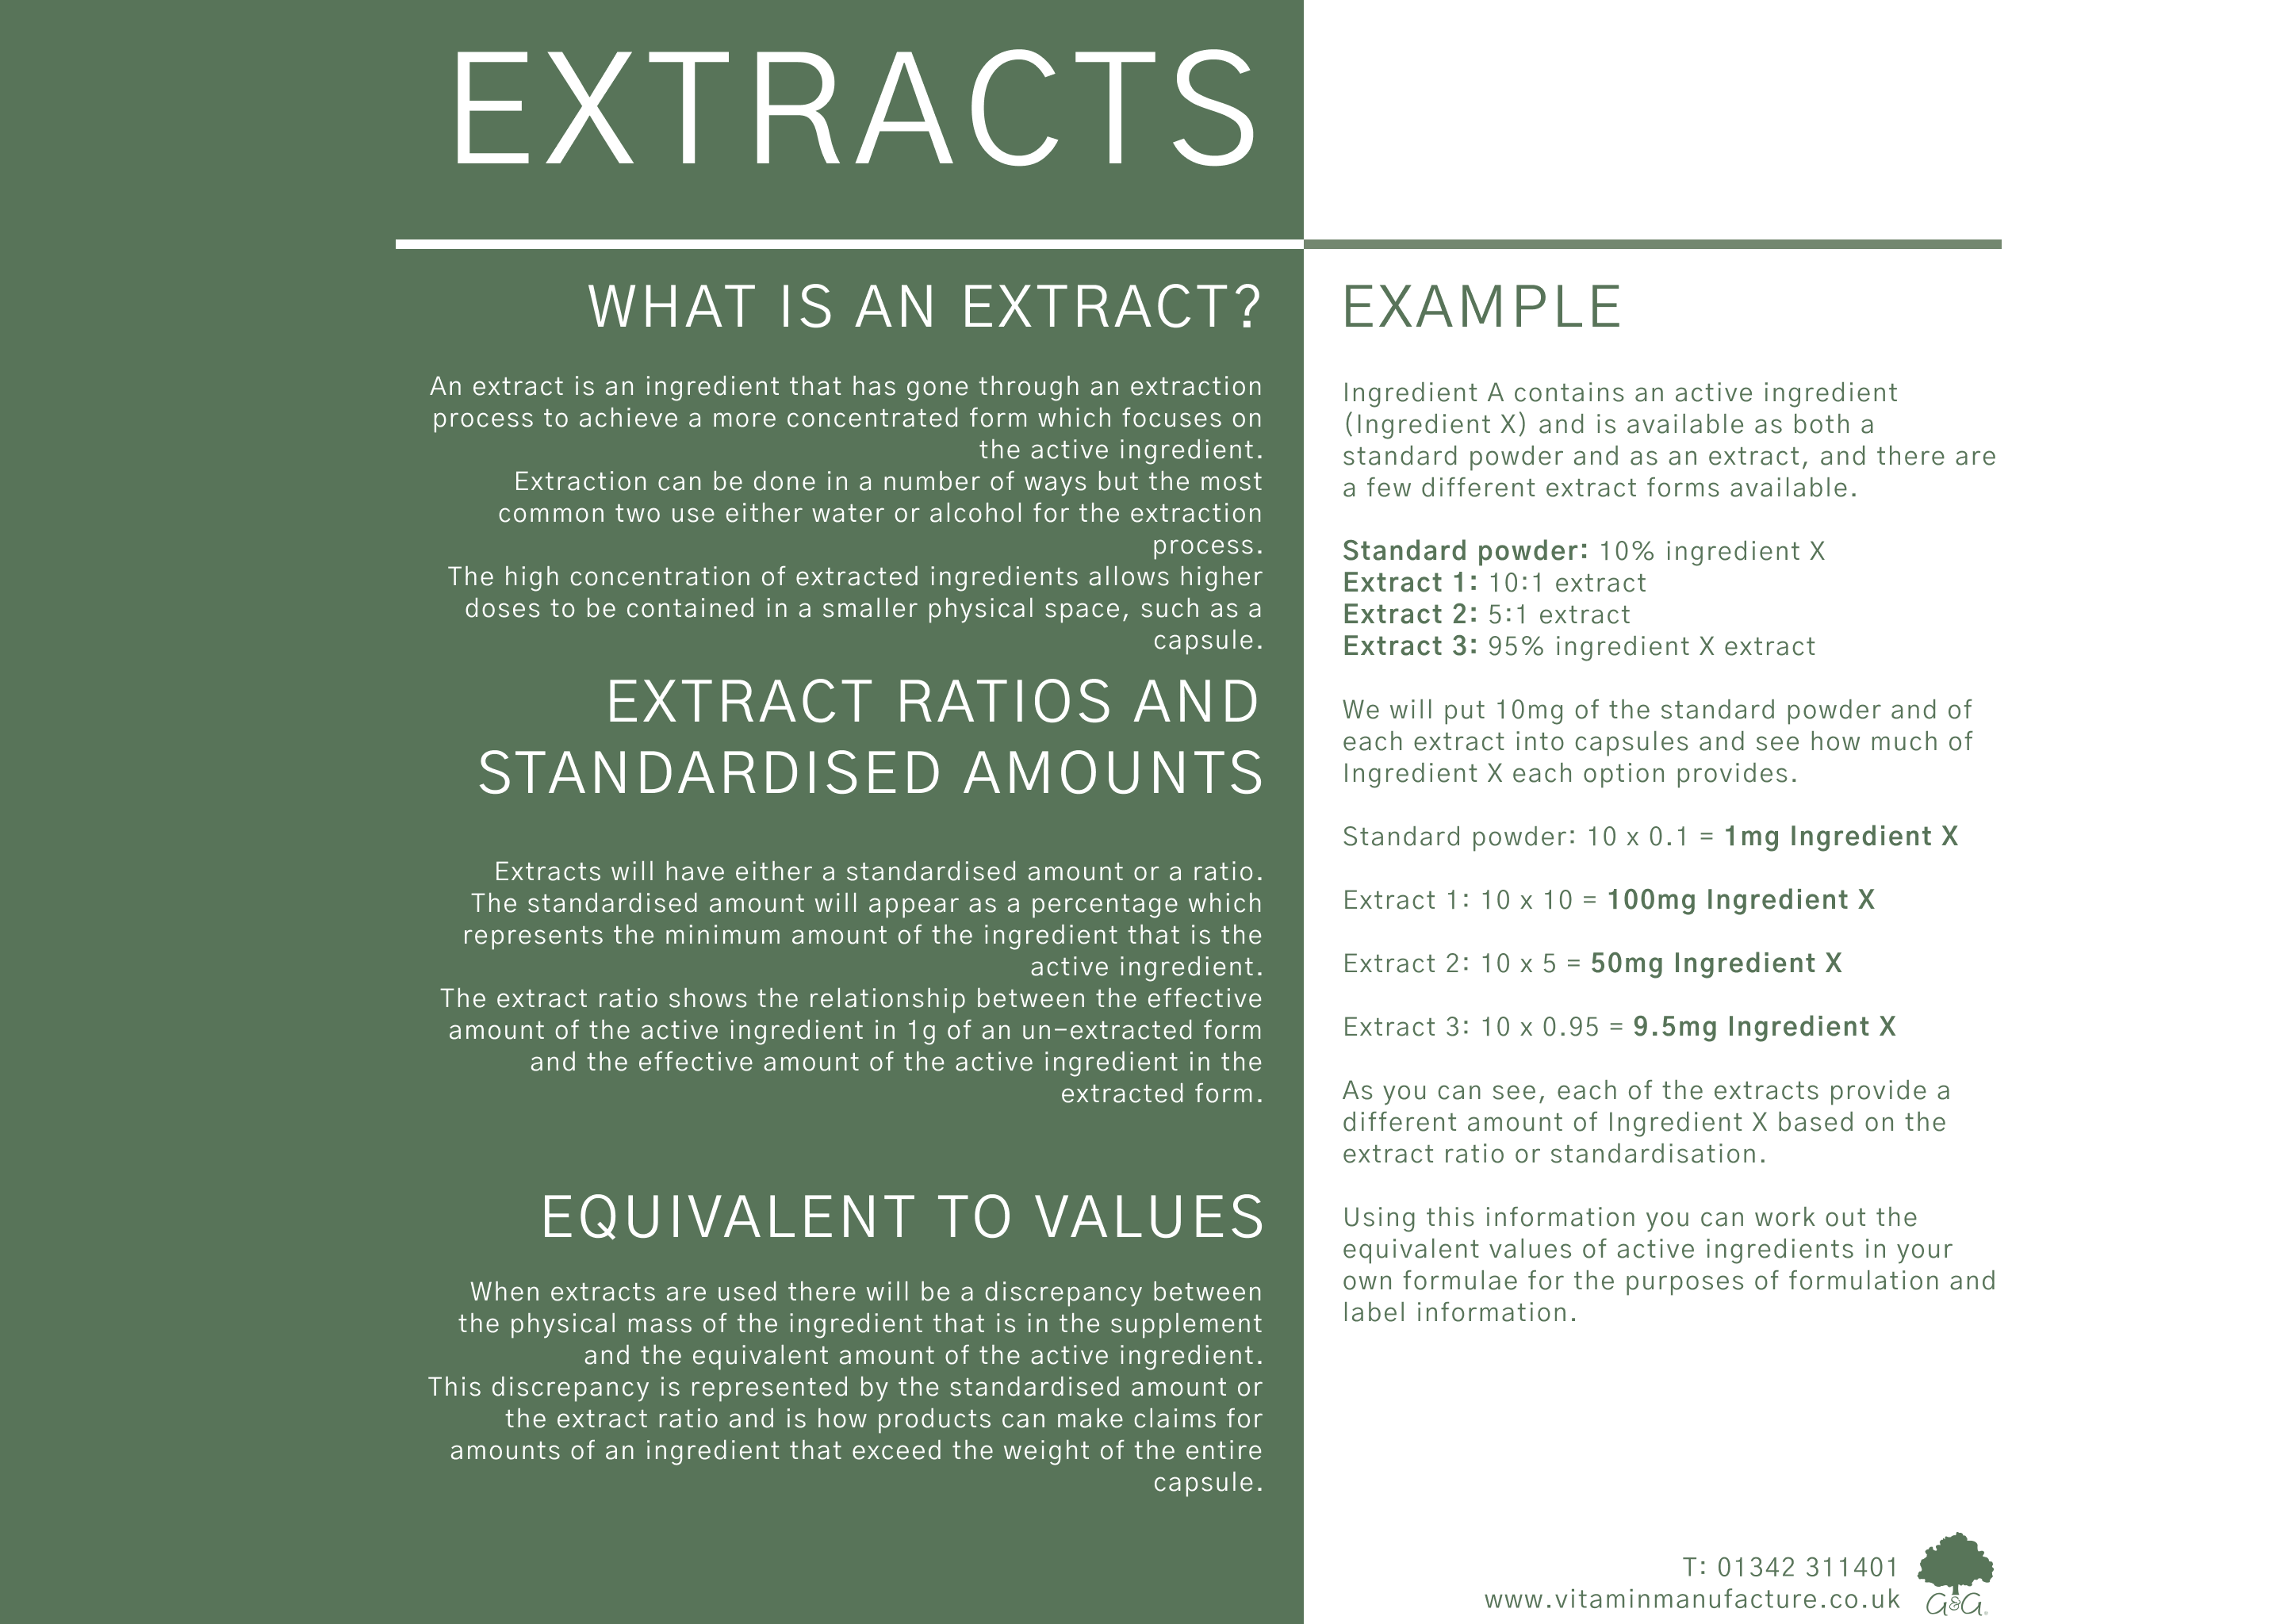 EXTRACTS
WHAT IS AN EXTRACT?
An extract is an ingredient that has gone through an extraction
process to achieve a more concentrated form which focuses on
the active ingredient.
Extraction can be done in a number of ways but the most
common two use either water or alcohol for the extraction
process.
The high concentration of extracted ingredients allows higher
doses to be contained in a smaller physical space, such as a
capsule.
EXTRACT RATIOS AND
STANDARDISED AMOUNTS
Extracts will have either a standardised amount or a ratio.
The standardised amount will appear as a percentage which
represents the minimum amount of the ingredient that is the
active ingredient.
The extract ratio shows the relationship between the effective
amount of the active ingredient in 1g of an un-extracted form
and the effective amount of the active ingredient in the
extracted form.
EQUIVALENT TO VALUES
When extracts are used there will be a discrepancy between
the physical mass of the ingredient that is in the supplement
and the equivalent amount of the active ingredient.
This discrepancy is represented by the standardised amount or
the extract ratio and is how products can make claims for
amounts of an ingredient that exceed the weight of the entire
capsule.
EXAMPLE
Ingredient A contains an active ingredient
(Ingredient X) and is available as both a
standard powder and as an extract, and there are
a few different extract forms available.
Standard powder: 10% ingredient X
Extract 1: 10:1 extract
Extract 2: 5:1 extract
Extract 3: 95% ingredient X extract
We will put 10mg of the standard powder and of
each extract into capsules and see how much of
Ingredient X each option provides.
Standard powder: 10 x 0.1 = 1mg Ingredient X
Extract 1: 10 x 10 = 100mg Ingredient X
Extract 2: 10 x 5 = 50mg Ingredient X
Extract 3: 10 x 0.95 = 9.5mg Ingredient X
As you can see, each of the extracts provide a
different amount of Ingredient X based on the
extract ratio or standardisation.
Using this information you can work out the
equivalent values of active ingredients in your
own formulae for the purposes of formulation and
label information.
T: 01342 311401
www.vitaminmanufacture.co.uk
G&G